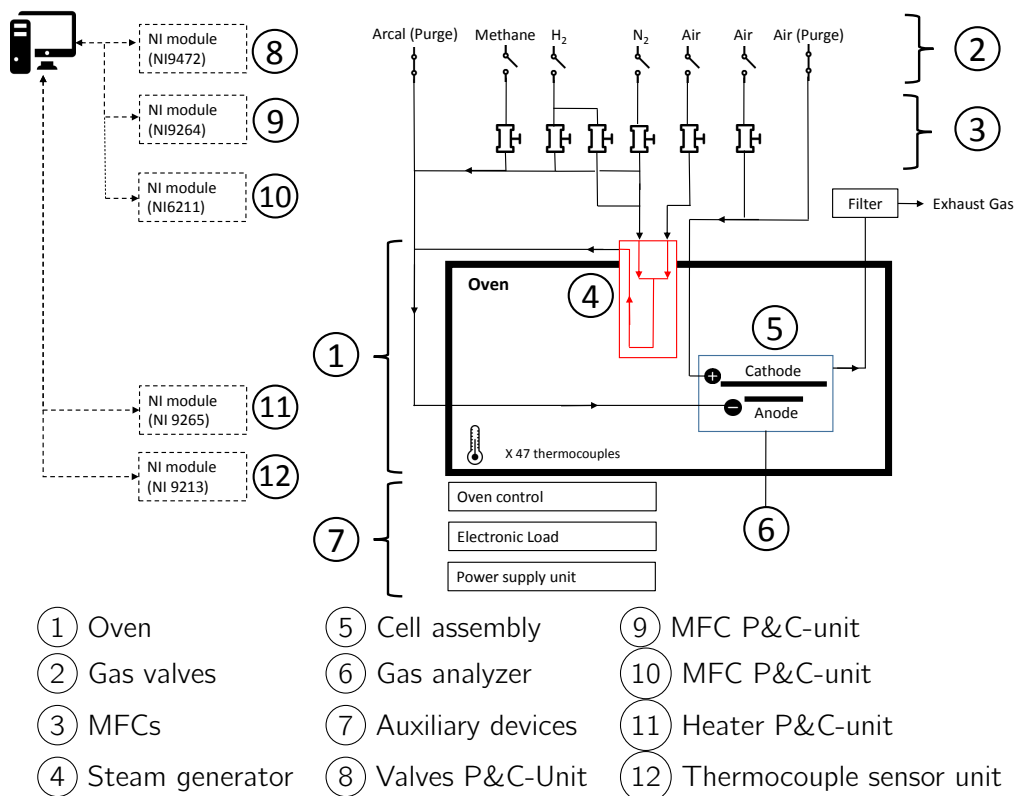 Arcal (Purge)
Methane
H2
N2
Air
Air
Air (Purge)
2
3
NI module
(NI9472)
8
NI module
(NI9264)
9
NI module
(NI6211)
10
Filter
Exhaust Gas
Oven
4
5
1
+
Cathode
−
Anode
NI module
(NI 9265)
11
NI module
(NI 9213)
12
X 47 thermocouples
Oven control
Electronic Load
Power supply unit
7
6
1 Oven
2 Gas valves
3 MFCs
4 Steam generator
5 Cell assembly
6 Gas analyzer
7 Auxiliary devices
8 Valves P&C-Unit
9 MFC P&C-unit
10 MFC P&C-unit
11 Heater P&C-unit
12 Thermocouple sensor unit